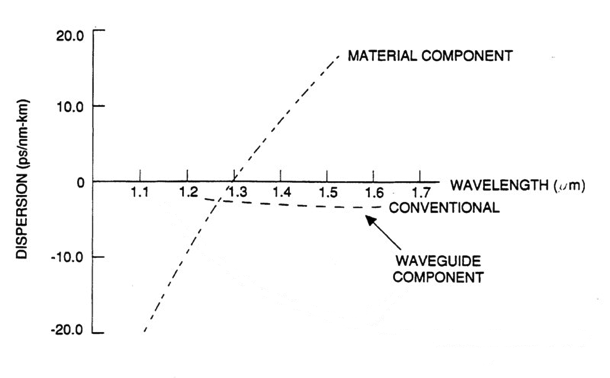 20.0
MATERIAL COMPONENT
10.0
DISPERSION (ps/nm-km)
0
1.1 1.2 1.3 1.4 1.5 1.6 1.7
WAVELENGTH (μm)
CONVENTIONAL
-10.0
WAVEGUIDE
COMPONENT
-20.0